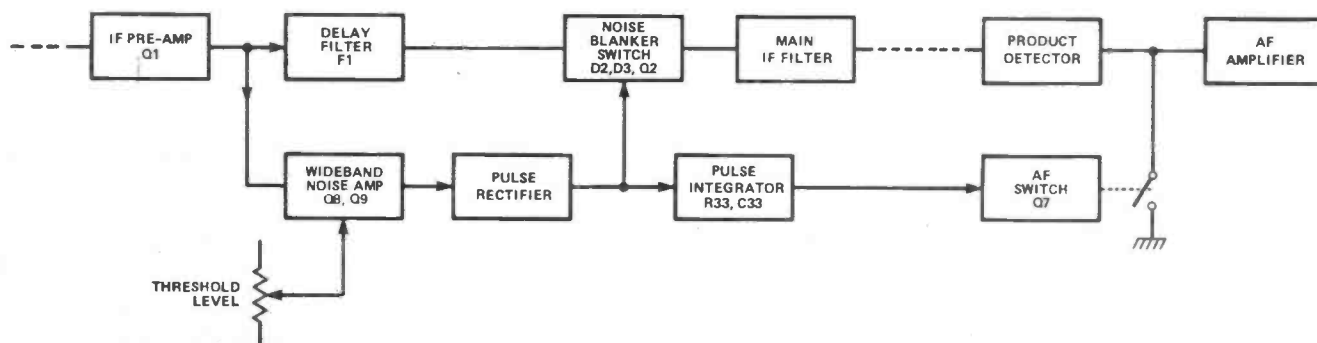 IF PRE-AMP
Q1
DELAY
FILTER
F1
NOISE
BLANKER
SWITCH
D2,D3, Q2
MAIN
IF FILTER
PRODUCT
DETECTOR
AF
AMPLIFIER
WIDEBAND
NOISE AMP
Q8, Q9
PULSE
RECTIFIER
PULSE
INTEGRATOR
R33, C33
AF
SWITCH
Q7
THRESHOLD
LEVEL